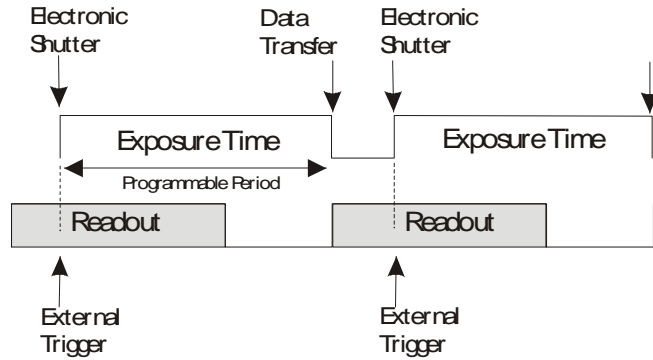 Electronic
Shutter
Data
Transfer
Electronic
Shutter
Exposure Time
Exposure Time
Programmable Period
Readout
Readout
External
Trigger
External
Trigger